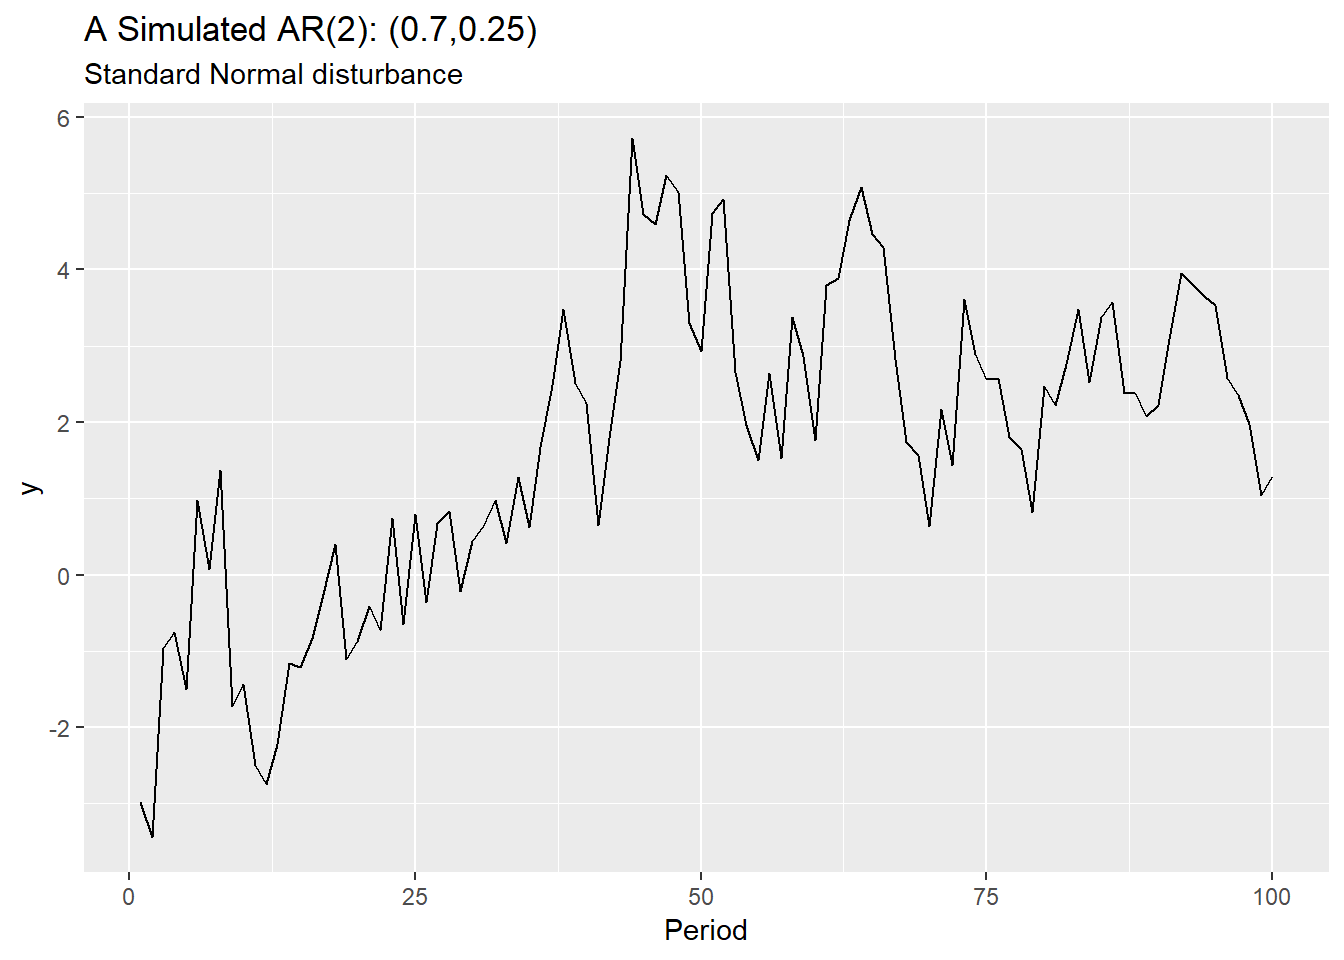 A Simulated AR(2): (0.7,0.25)
Standard Normal disturbance
6
4
2
0
-2
y
0 25 50 75 100
Period